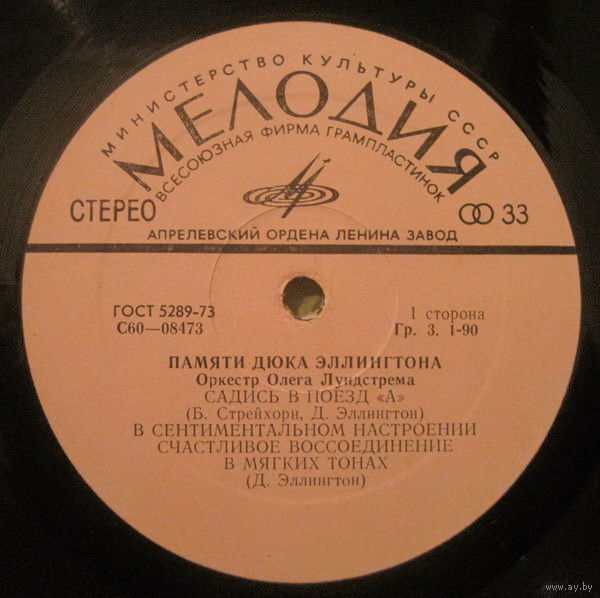 МИНИСТЕРСТВО КУЛЬТУРЫ СССР
МЕЛОДИЯ
ВСЕСОЮЗНАЯ ФИРМА ГРАМПЛАСТИНОК
СТЕРЕО 33
АПРЕЛЕВСКИЙ ОРДЕНА ЛЕНИНА ЗАВОД
ГОСТ 5289-73 1 сторона
С60—08473 Гр. 3. 1-90
ПАМЯТИ ДЮКА ЭЛЛИНГТОНА
Оркестр Олега Лундстрема
САДИСЬ В ПОЕЗД «А»
(Б. Стрейхорн, Д. Эллингтон)
В СЕНТИМЕНТАЛЬНОМ НАСТРОЕНИИ
СЧАСТЛИВОЕ ВОССОЕДИНЕНИЕ
В МЯГКИХ ТОНАХ
(Д. Эллингтон)
www.ay.by